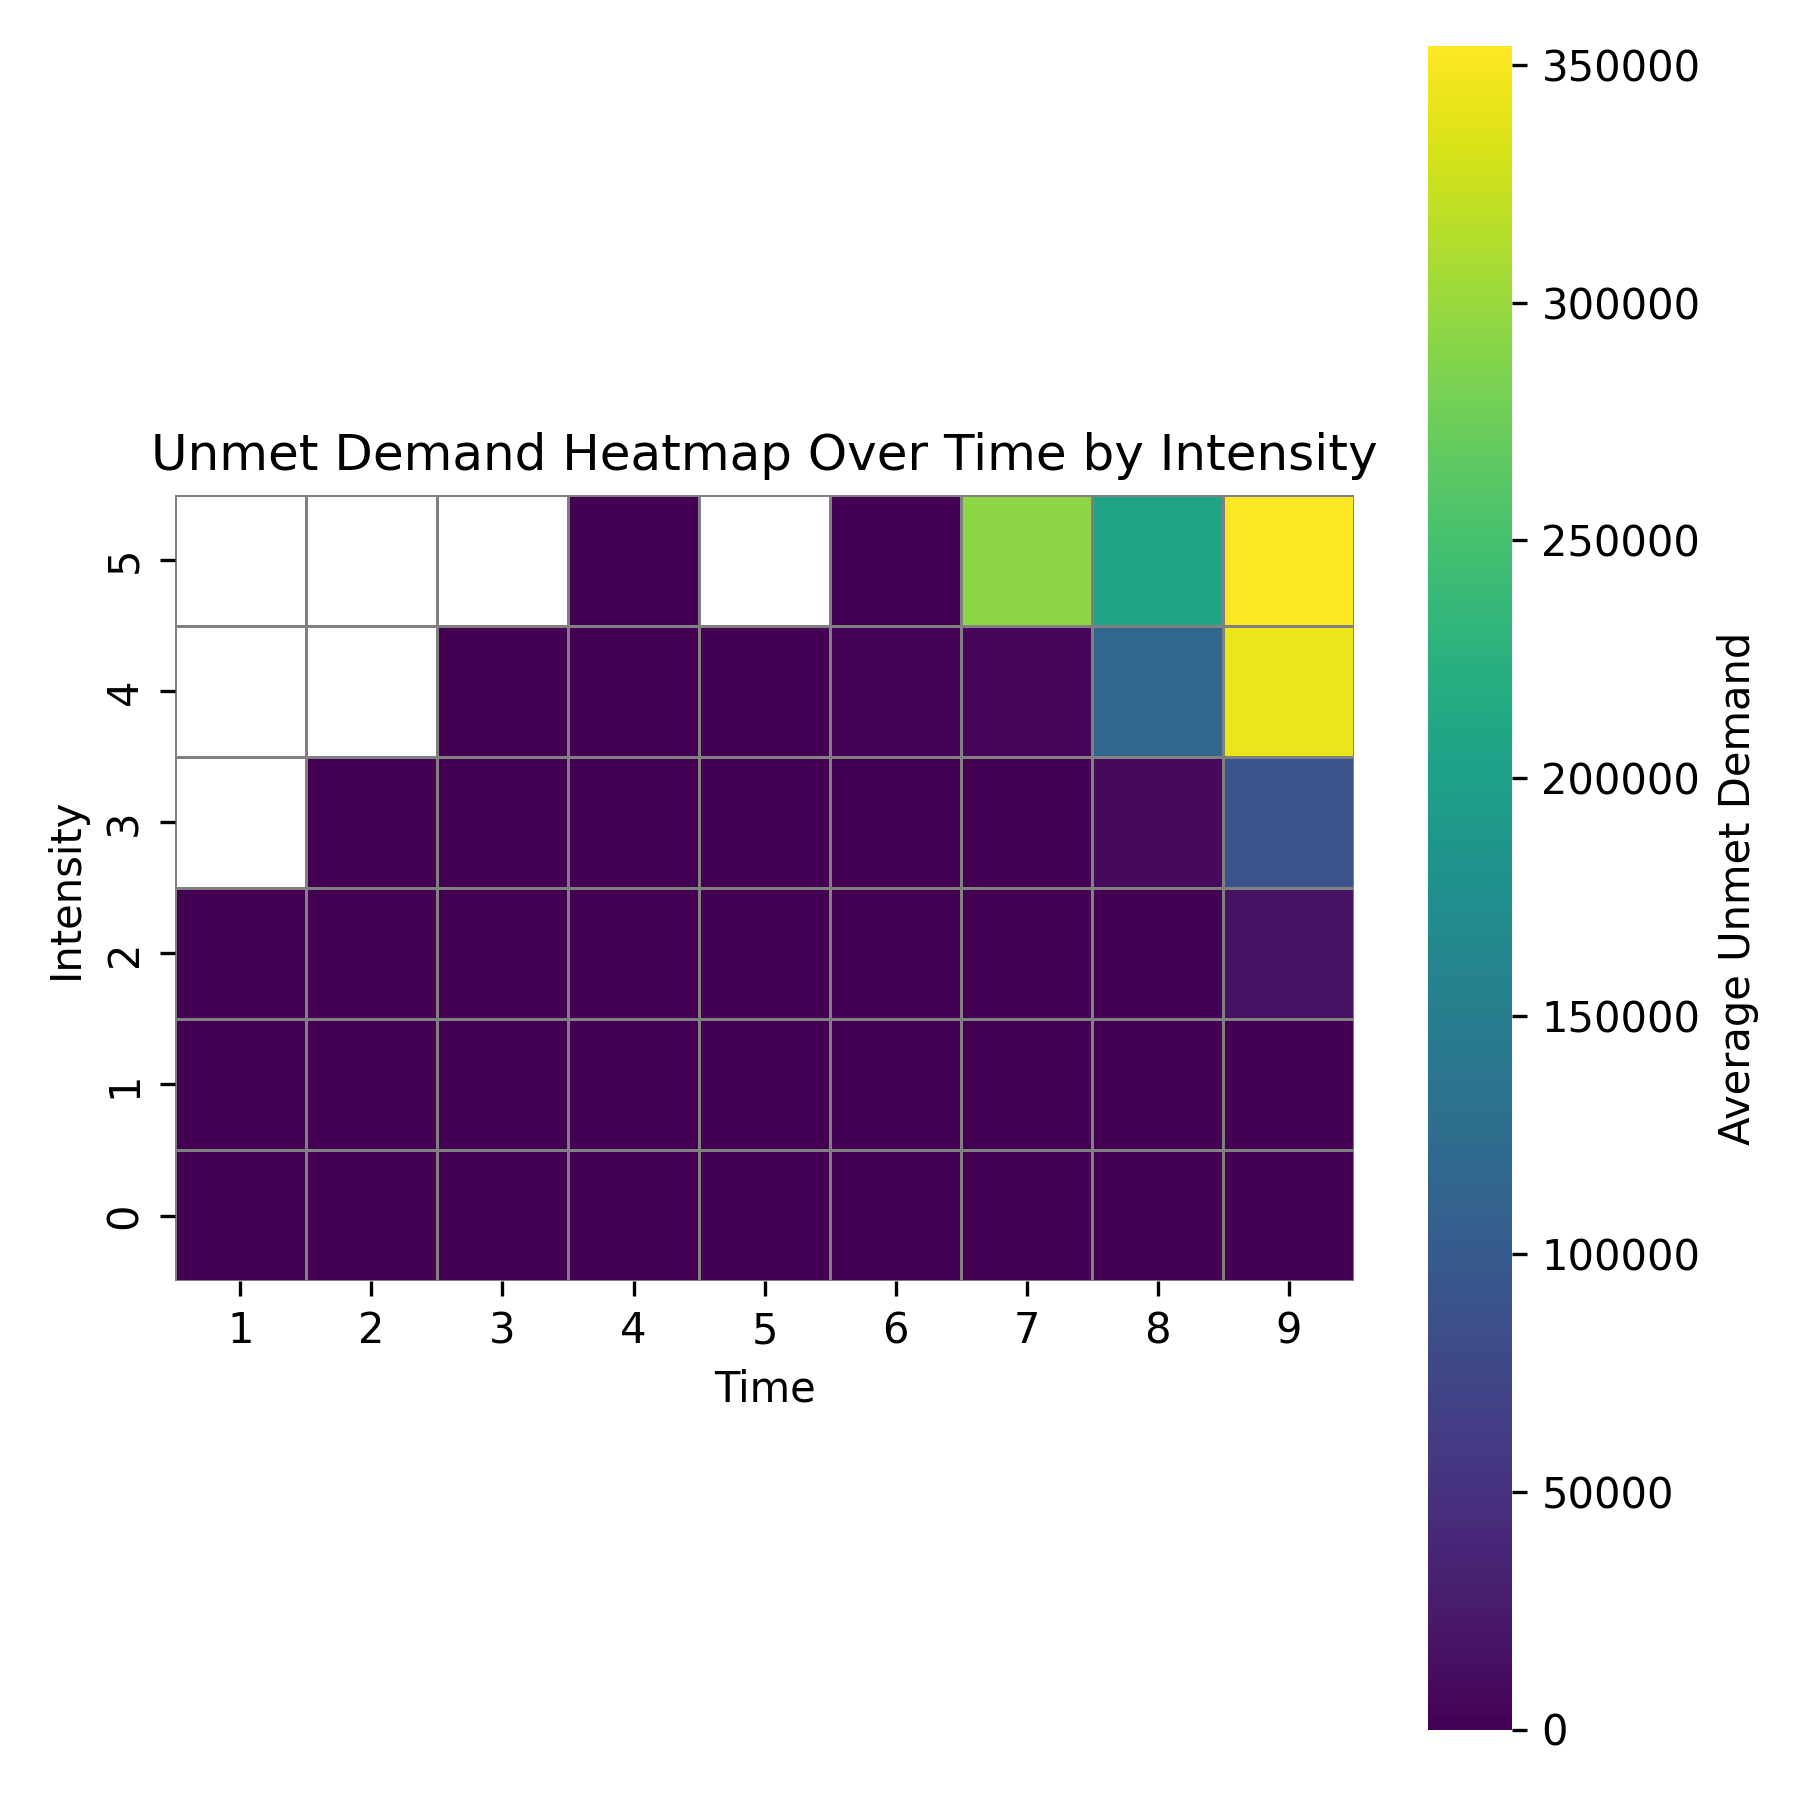 Unmet Demand Heatmap Over Time by Intensity
Intensity
5
4
3
2
1
0
1 2 3 4 5 6 7 8 9
Time
350000
300000
250000
200000
150000
100000
50000
0
Average Unmet Demand